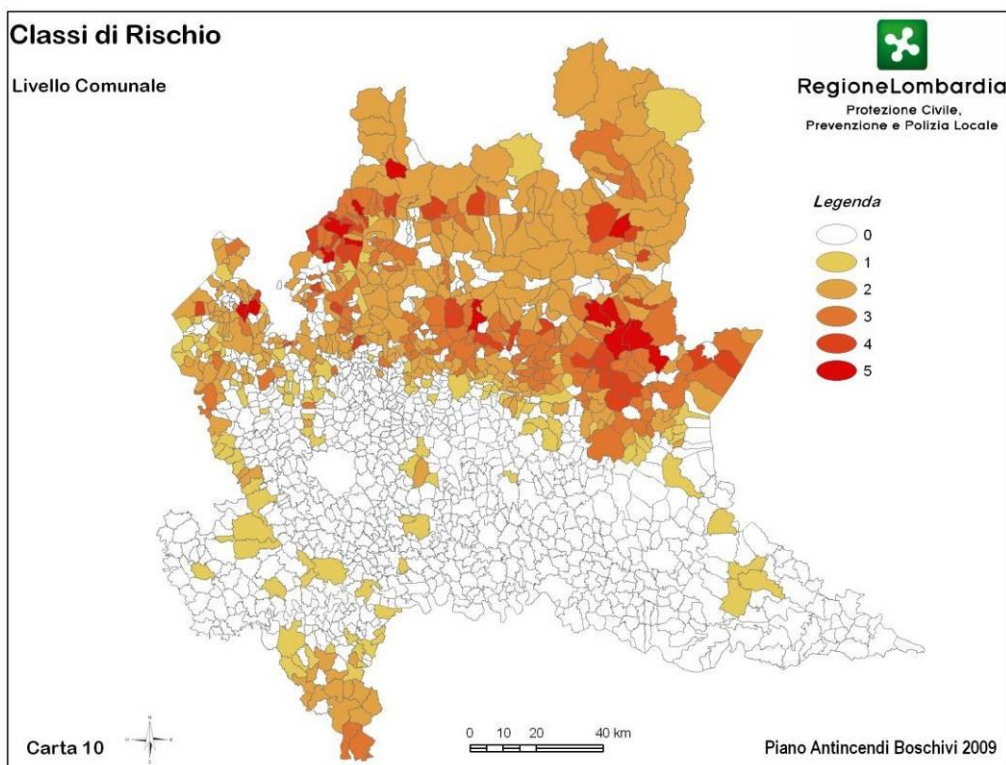 Classi di Rischio
Livello Comunale
RegioneLombardia
Protezione Civile,
Prevenzione e Polizia Locale
Legenda
0
1
2
3
4
5
Carta 10
0 10 20 40 km
Piano Antincendi Boschivi 2009